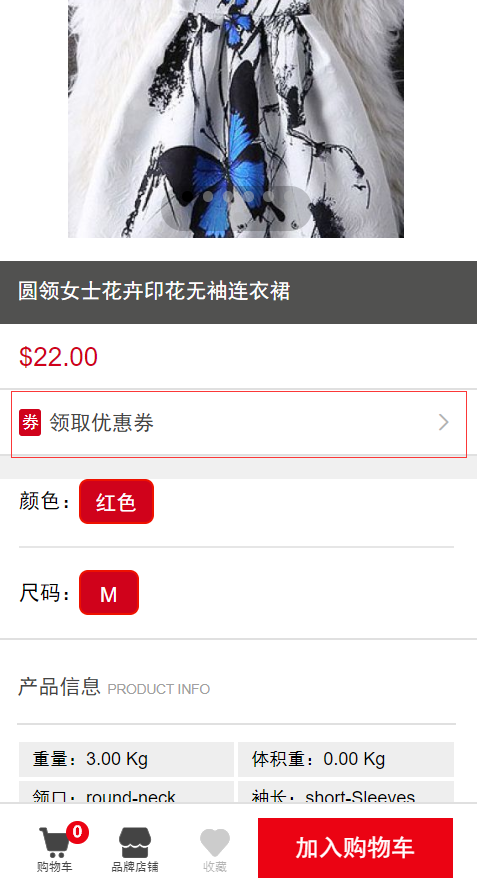 圆领女士花卉印花无袖连衣裙
$22.00
券 领取优惠券
颜色：红色
尺码：M
产品信息 PRODUCT INFO
重量：3.00 Kg 体积重：0.00 Kg
领口：round-neck 袖长：short-Sleeves
0
购物车 品牌店铺 收藏 加入购物车